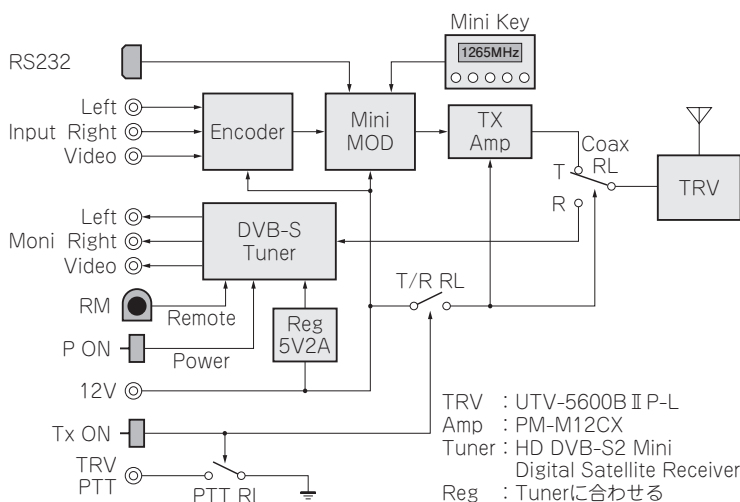 Mini Key
1265MHz
RS232
Left
Input Right
Video
Encoder
Mini
MOD
TX
Amp
Coax
RL
T
R
TRV
Left
Moni Right
Video
DVB-S
Tuner
T/R RL
RM
Remote
Reg
5V2A
P ON
Power
12V
Tx ON
TRV
PTT
PTT RL
TRV : UTV-5600BⅡP-L
Amp : PM-M12CX
Tuner : HD DVB-S2 Mini
Digital Satellite Receiver
Reg : Tunerに合わせる